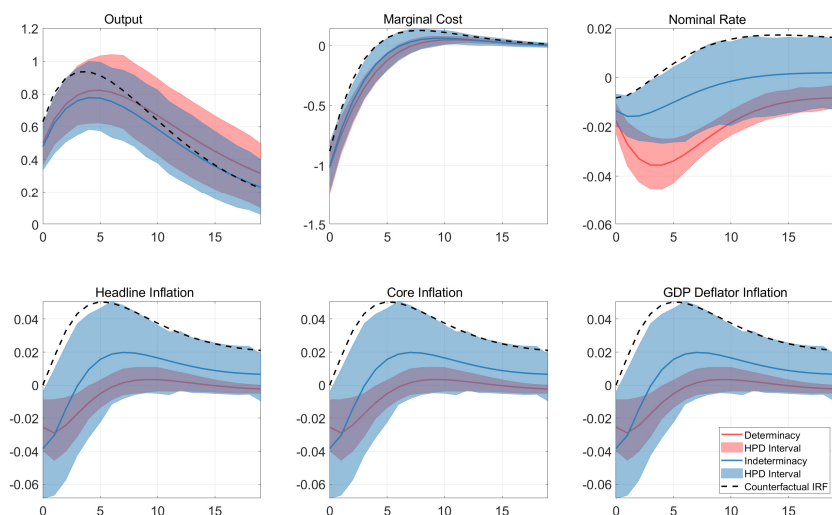 Output
Marginal Cost
Nominal Rate
1.2
1
0.8
0.6
0.4
0.2
0
0 5 10 15
0
-0.5
-1
-1.5
0 5 10 15
0.02
0
-0.02
-0.04
-0.06
0 5 10 15
Headline Inflation
Core Inflation
GDP Deflator Inflation
0.04
0.02
0
-0.02
-0.04
-0.06
0 5 10 15
0.04
0.02
0
-0.02
-0.04
-0.06
0 5 10 15
0.04
0.02
0
-0.02
-0.04
-0.06
0 5 10 15
Determinacy
HPD Interval
Indeterminacy
HPD Interval
Counterfactual IRF